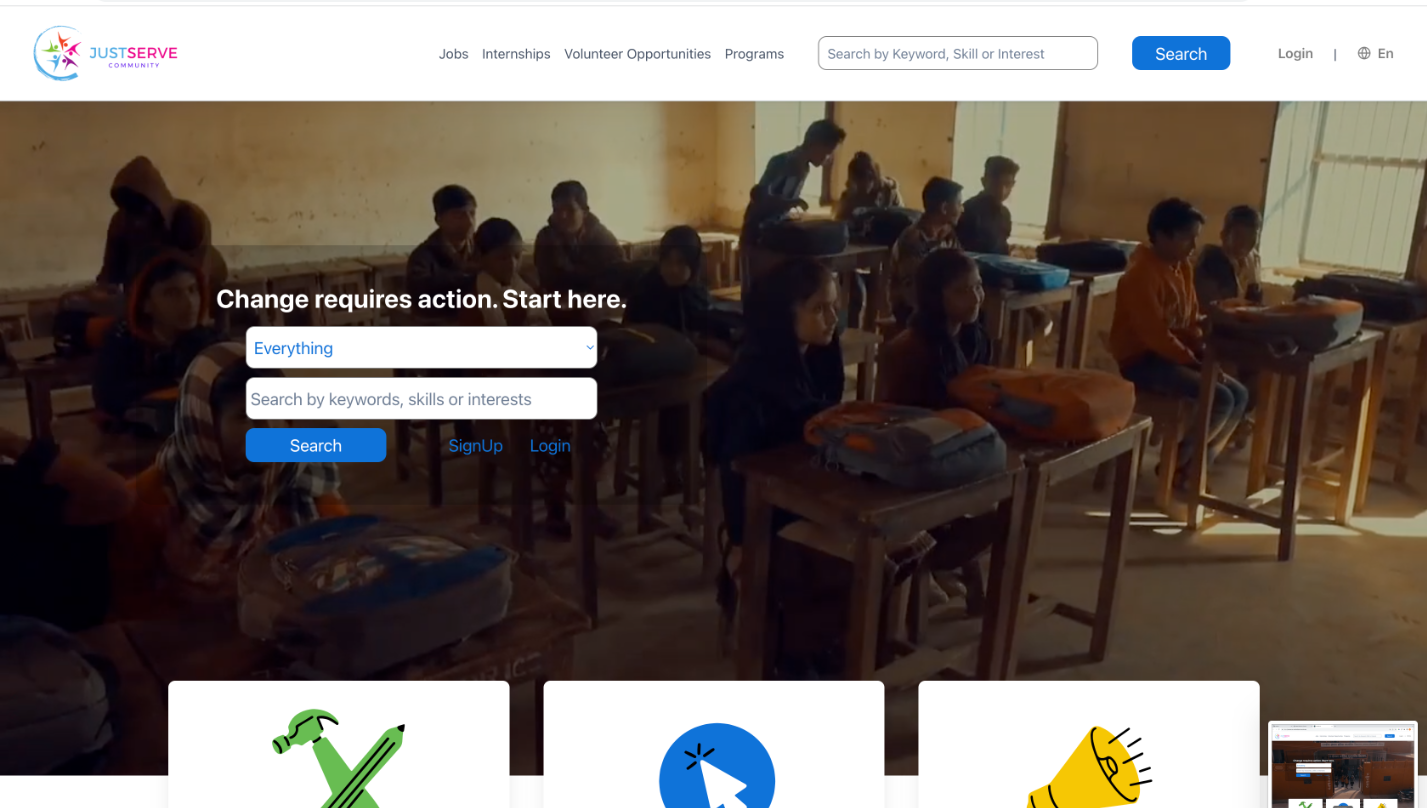 JUSTSERVE
COMMUNITY
Jobs Internships Volunteer Opportunities Programs
Search by Keyword, Skill or Interest
Search
Login | En
Change requires action. Start here.
Everything
Search by keywords, skills or interests
Search SignUp Login